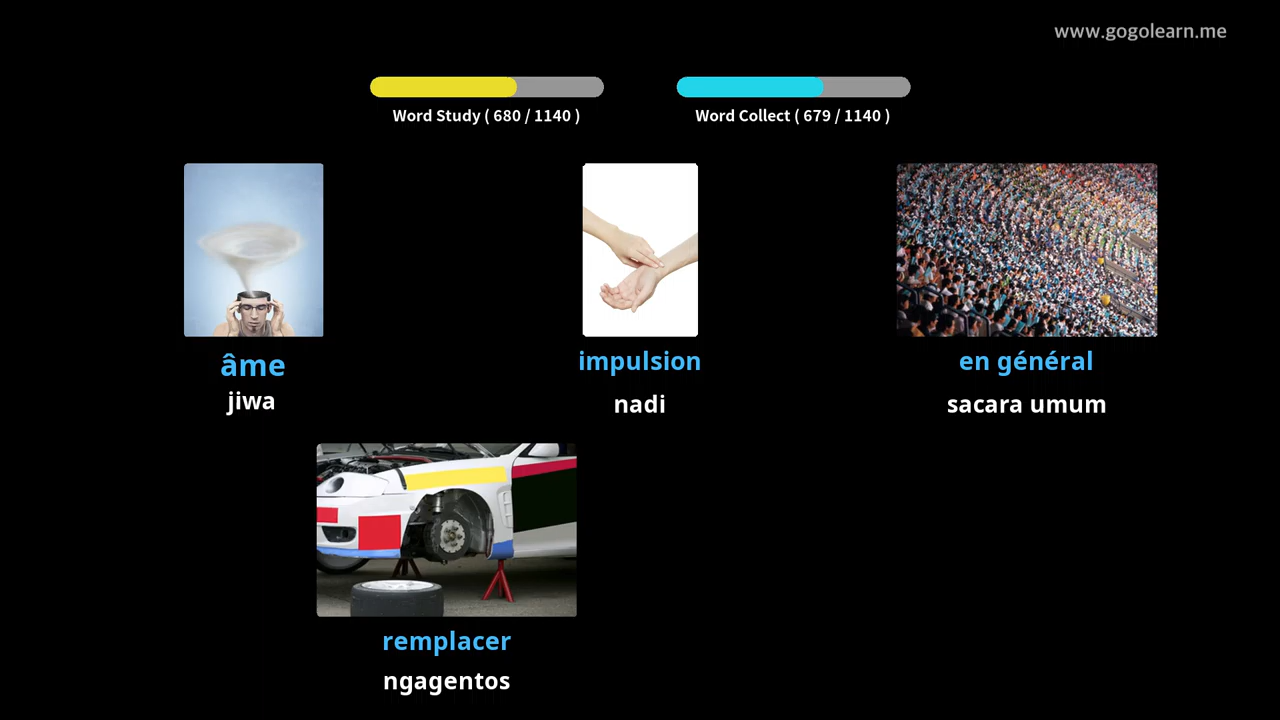 www.gogolearn.me
Word Study ( 680 / 1140 )
Word Collect ( 679 / 1140 )
âme
jiwa
impulsion
nadi
en général
sacara umum
remplacer
ngagentos